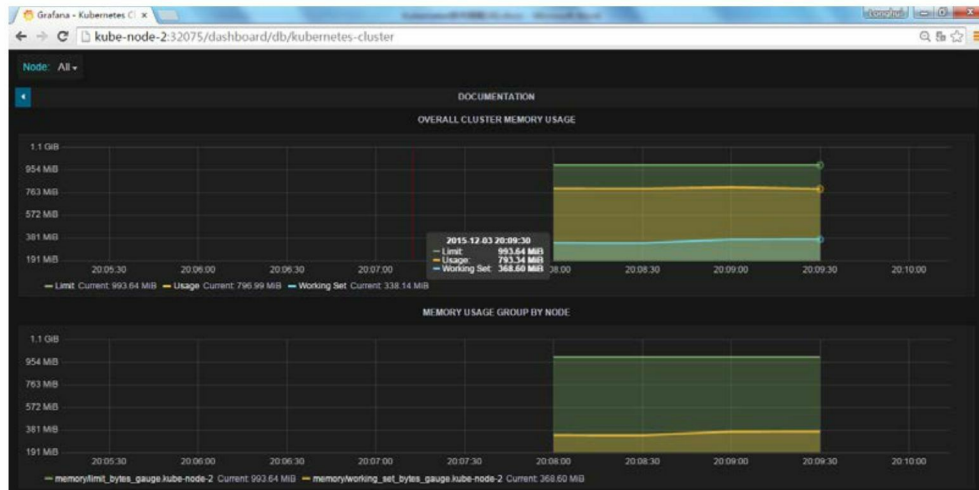 Grafana - Kubernetes Cl
kube-node-2:32075/dashboard/db/kubernetes-cluster
Node: All
DOCUMENTATION
OVERALL CLUSTER MEMORY USAGE
1.1 GiB
954 MiB
763 MiB
572 MiB
381 MiB
191 MiB
2015-12-03 20:09:30
Limit: 993.64 MiB
Usage: 793.34 MiB
Working Set: 368.60 MiB
20:05:30 20:06:00 20:06:30 20:07:00 08:00 20:08:30 20:09:00 20:09:30 20:10:00
Limit Current: 993.64 MiB Usage Current: 796.99 MiB Working Set Current: 338.14 MiB
MEMORY USAGE GROUP BY NODE
1.1 GiB
954 MiB
763 MiB
572 MiB
381 MiB
191 MiB
20:05:30 20:06:00 20:06:30 20:07:00 20:07:30 20:08:00 20:08:30 20:09:00 20:09:30 20:10:00
memory/limit_bytes_gauge.kube-node-2 Current: 993.64 MiB memory/working_set_bytes_gauge.kube-node-2 Current: 368.60 MiB